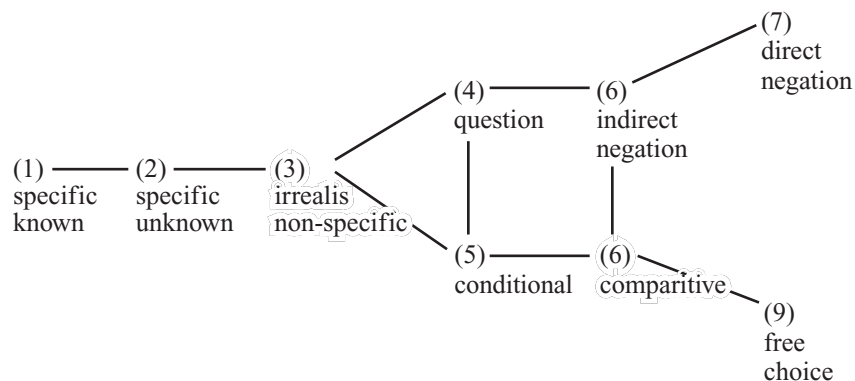 (7)
direct
negation
(4)
question
(6)
indirect
negation
(1)
specific
known
(2)
specific
unknown
(3)
irrealis
non-specific
(5)
conditional
(6)
comparitive
(9)
free
choice